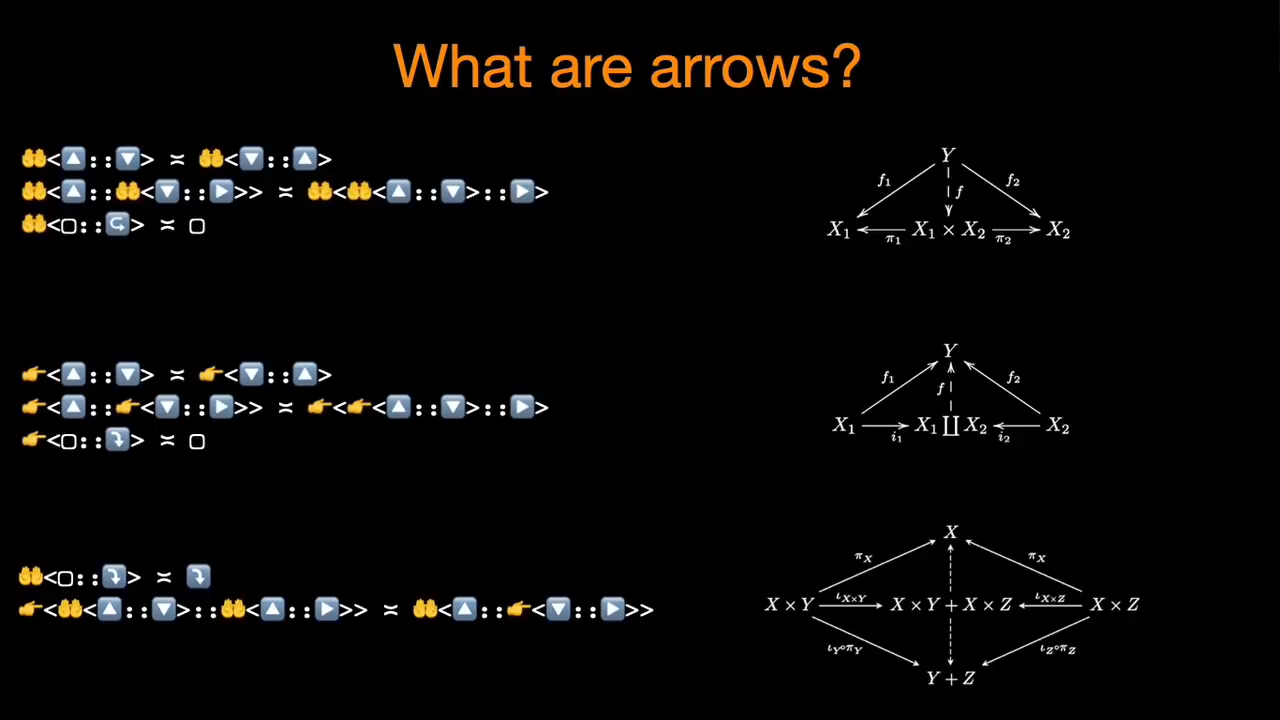 What are arrows?
🤲<🔼::🔽> ≍ 🤲<🔽::🔼>
🤲<🔼::🤲<🔽::▶️>> ≍ 🤲<🤲<🔼::🔽>::▶️>
🤲<▢::↪️> ≍ ▢
Y
f₁ f f₂
X₁ π₁ X₁ × X₂ π₂ X₂
👉<🔼::🔽> ≍ 👉<🔽::🔼>
👉<🔼::👉<🔽::▶️>> ≍ 👉<👉<🔼::🔽>::▶️>
👉<▢::⤵️> ≍ ▢
Y
f₁ f f₂
X₁ i₁ X₁ ∐ X₂ i₂ X₂
🤲<▢::⤵️> ≍ ⤵️
👉<🤲<🔼::🔽>::🤲<🔼::▶️>> ≍ 🤲<🔼::👉<🔽::▶️>>
X
π_X π_X
X × Y ι_{X×Y} X × Y + X × Z ι_{X×Z} X × Z
ι_Y∘π_Y ι_Z∘π_Z
Y + Z